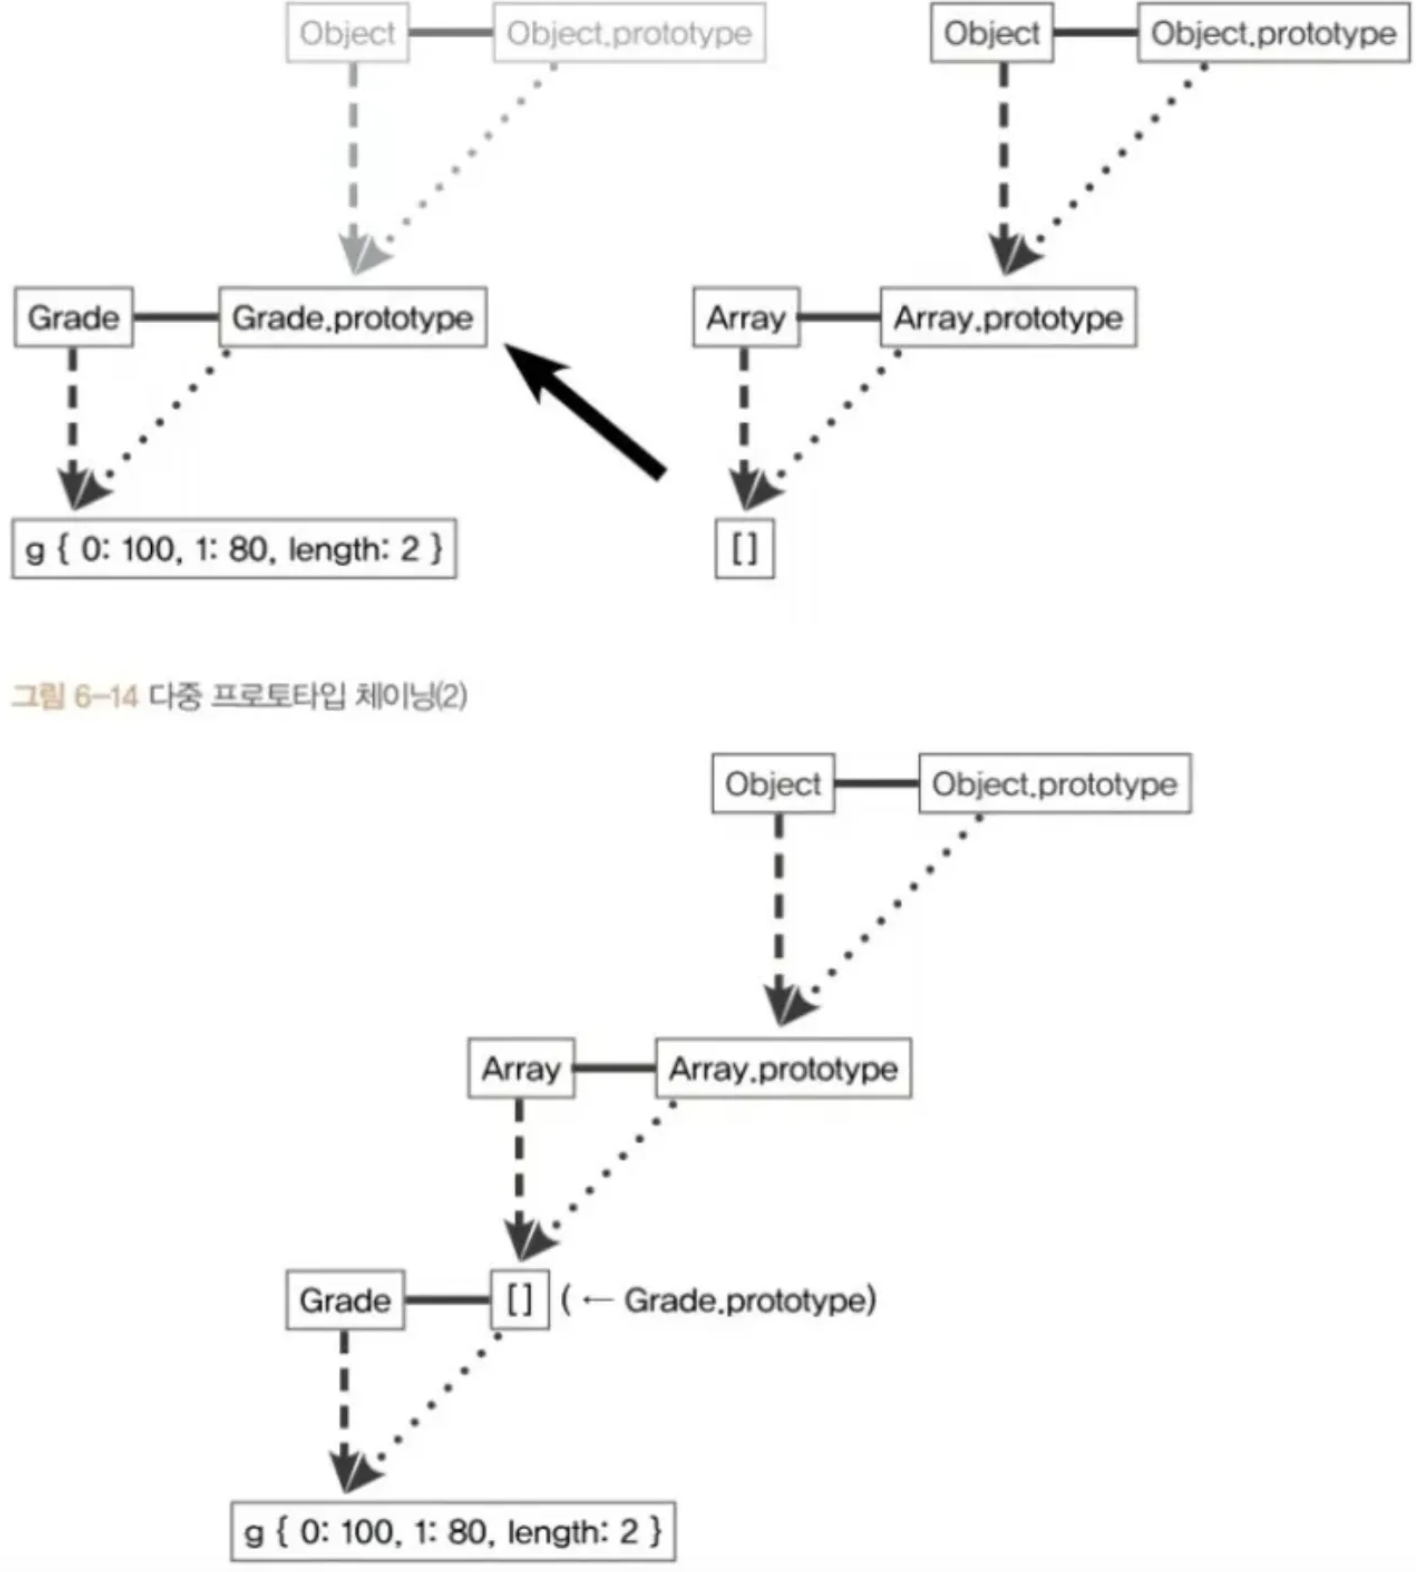 Object Object.prototype Object Object.prototype
Grade Grade.prototype Array Array.prototype
g { 0: 100, 1: 80, length: 2 } []
그림 6-14 다중 프로토타입 체이닝(2)
Object Object.prototype
Array Array.prototype
Grade [] ( ← Grade.prototype)
g { 0: 100, 1: 80, length: 2 }